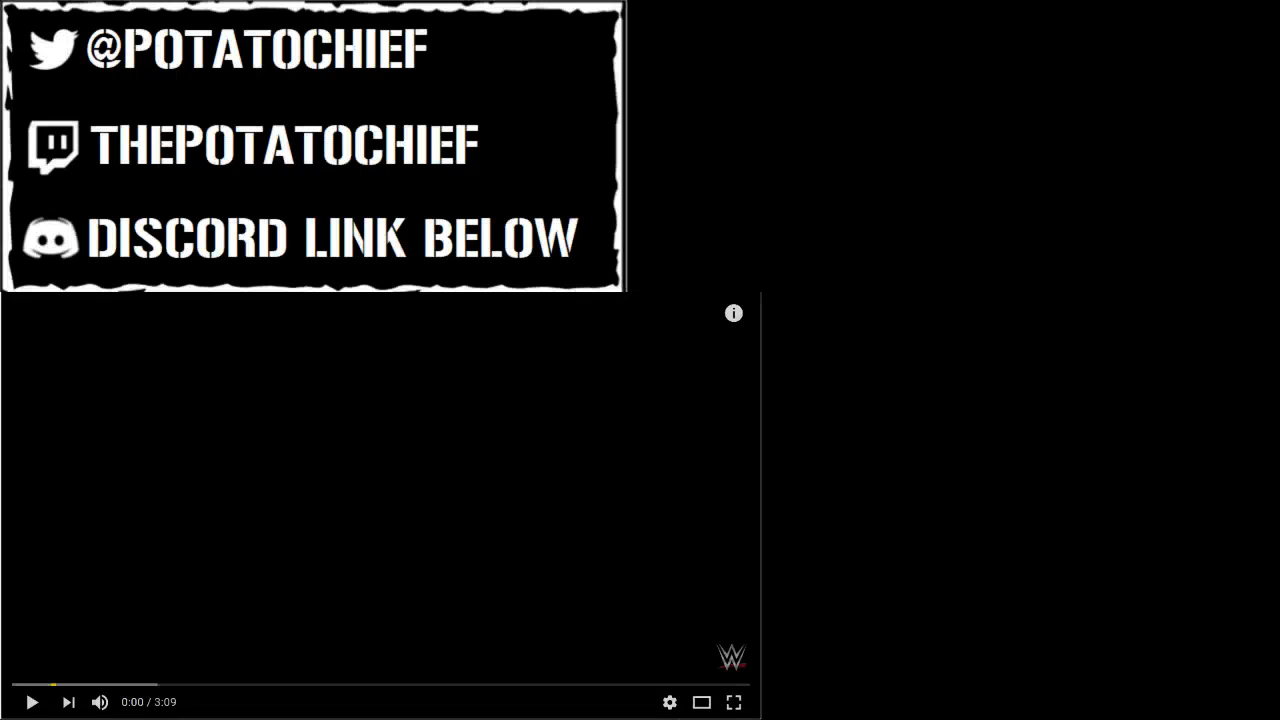 @POTATOCHIEF
THEPOTATOCHIEF
DISCORD LINK BELOW
0:00 / 3:09